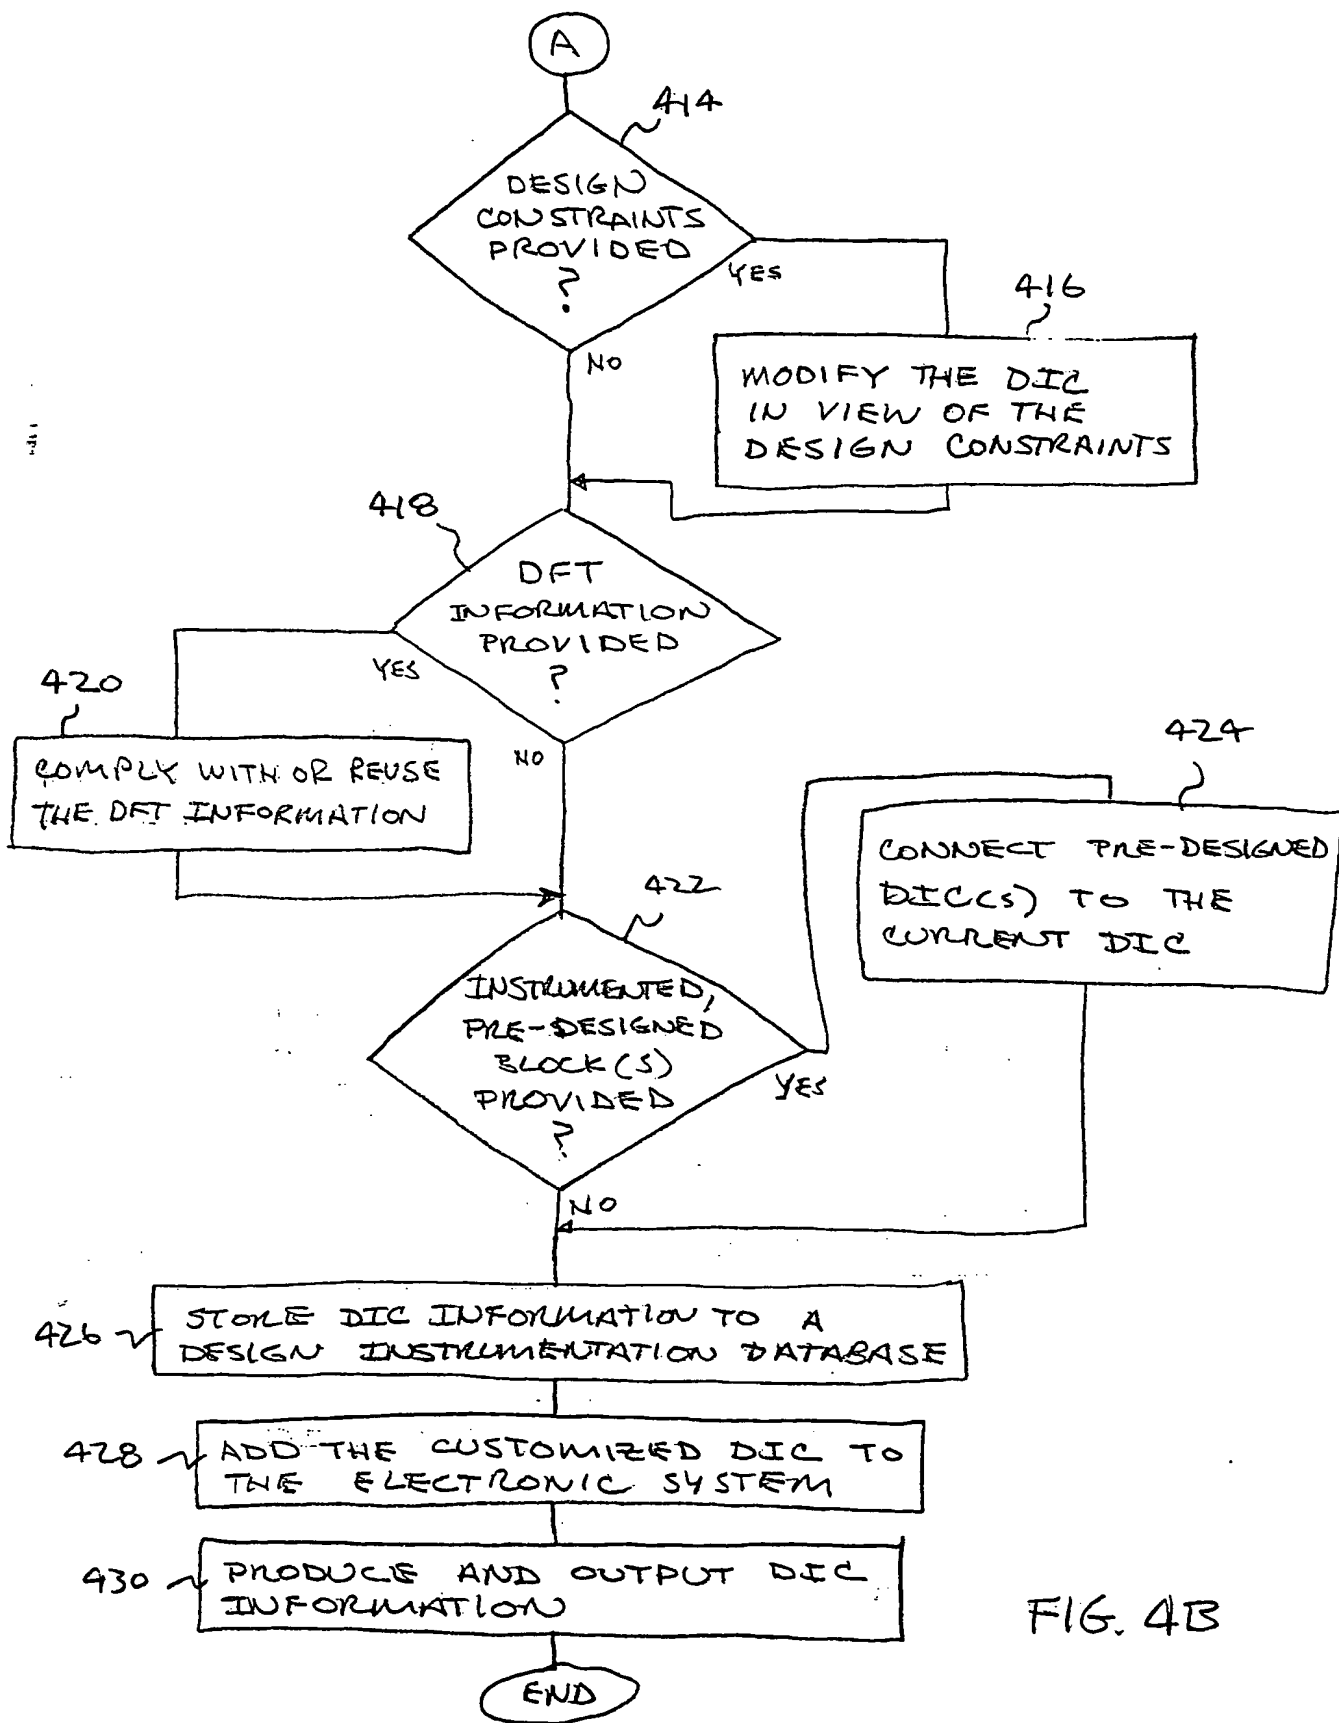 A
414
DESIGN
CONSTRAINTS
PROVIDED
?
YES
NO
416
MODIFY THE DIC
IN VIEW OF THE
DESIGN CONSTRAINTS
418
DFT
INFORMATION
PROVIDED
?
YES
NO
420
COMPLY WITH OR REUSE
THE DFT INFORMATION
422
INSTRUMENTED,
PRE-DESIGNED
BLOCK(S)
PROVIDED
?
YES
NO
424
CONNECT PRE-DESIGNED
DIC(S) TO THE
CURRENT DIC
426
STORE DIC INFORMATION TO A
DESIGN INSTRUMENTATION DATABASE
428
ADD THE CUSTOMIZED DIC TO
THE ELECTRONIC SYSTEM
430
PRODUCE AND OUTPUT DIC
INFORMATION
END
FIG. 4B